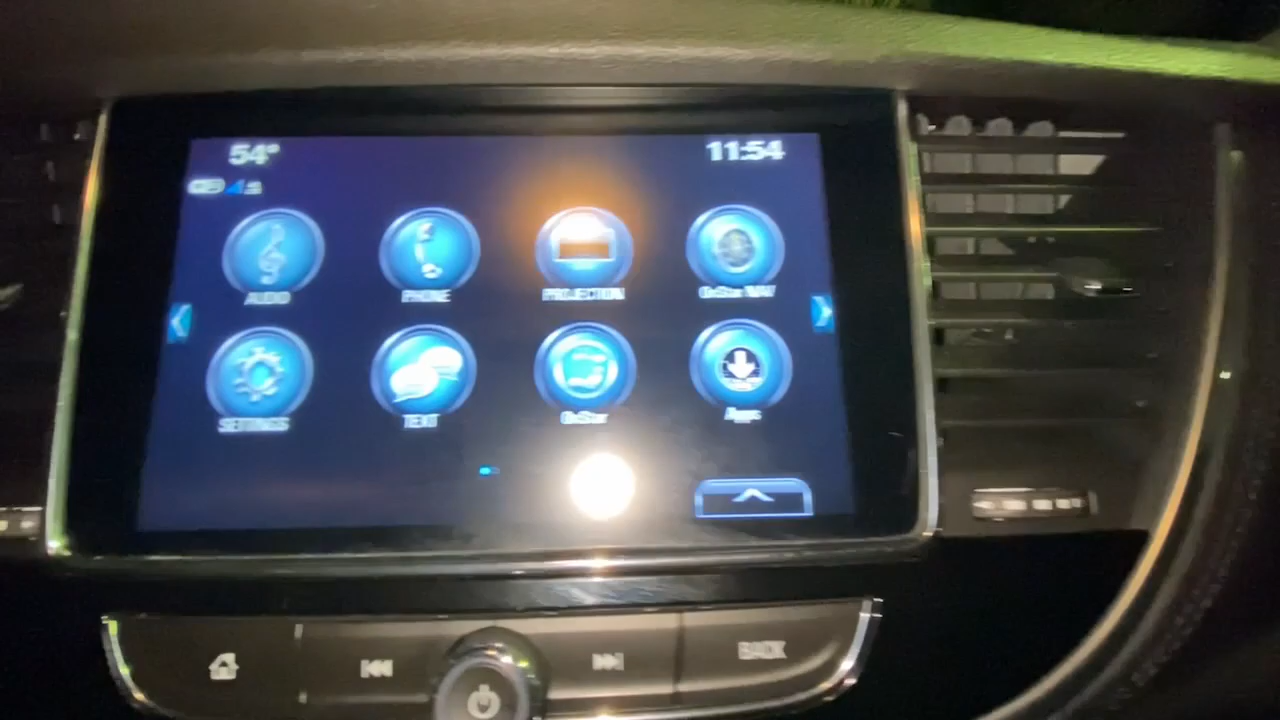 54° 11:54
AUDIO PHONE PROJECTION OnStar NAV
SETTINGS TEXT OnStar Apps
BACK